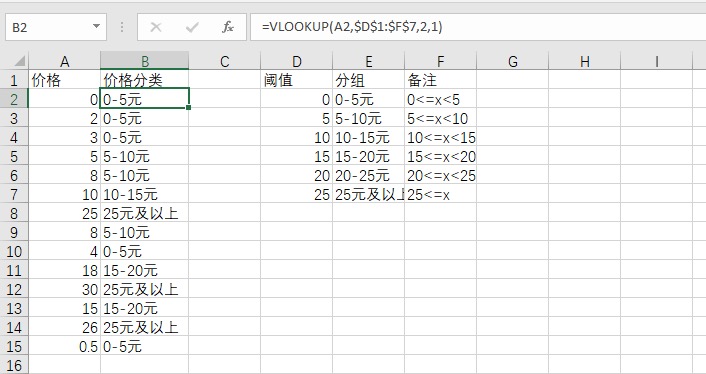 B2 fx =VLOOKUP(A2,$D$1:$F$7,2,1)
A B C D E F G H I
1 价格 价格分类 阈值 分组 备注
2 0 0-5元 0 0-5元 0<=x<5
3 2 0-5元 5 5-10元 5<=x<10
4 3 0-5元 10 10-15元 10<=x<15
5 5 5-10元 15 15-20元 15<=x<20
6 8 5-10元 20 20-25元 20<=x<25
7 10 10-15元 25 25元及以上 25<=x
8 25 25元及以上
9 8 5-10元
10 4 0-5元
11 18 15-20元
12 30 25元及以上
13 15 15-20元
14 26 25元及以上
15 0.5 0-5元
16